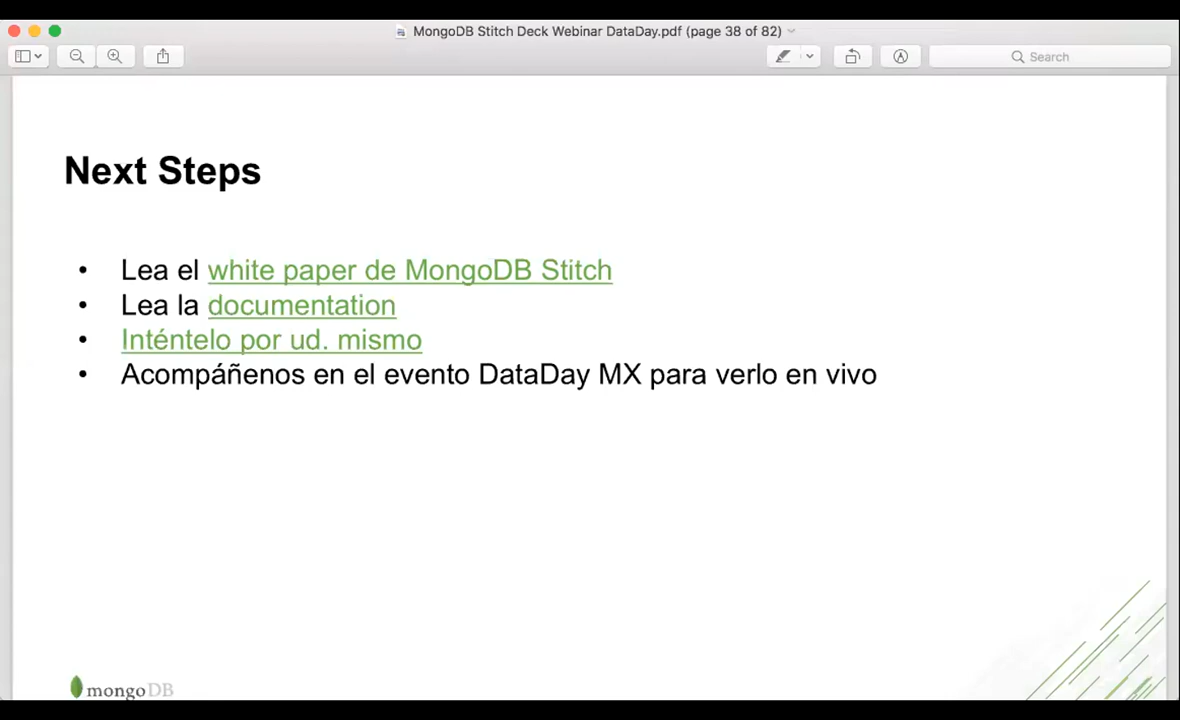 MongoDB Stitch Deck Webinar DataDay.pdf (page 38 of 82)
Search
Next Steps
• Lea el white paper de MongoDB Stitch
• Lea la documentation
• Inténtelo por ud. mismo
• Acompáñenos en el evento DataDay MX para verlo en vivo
mongoDB